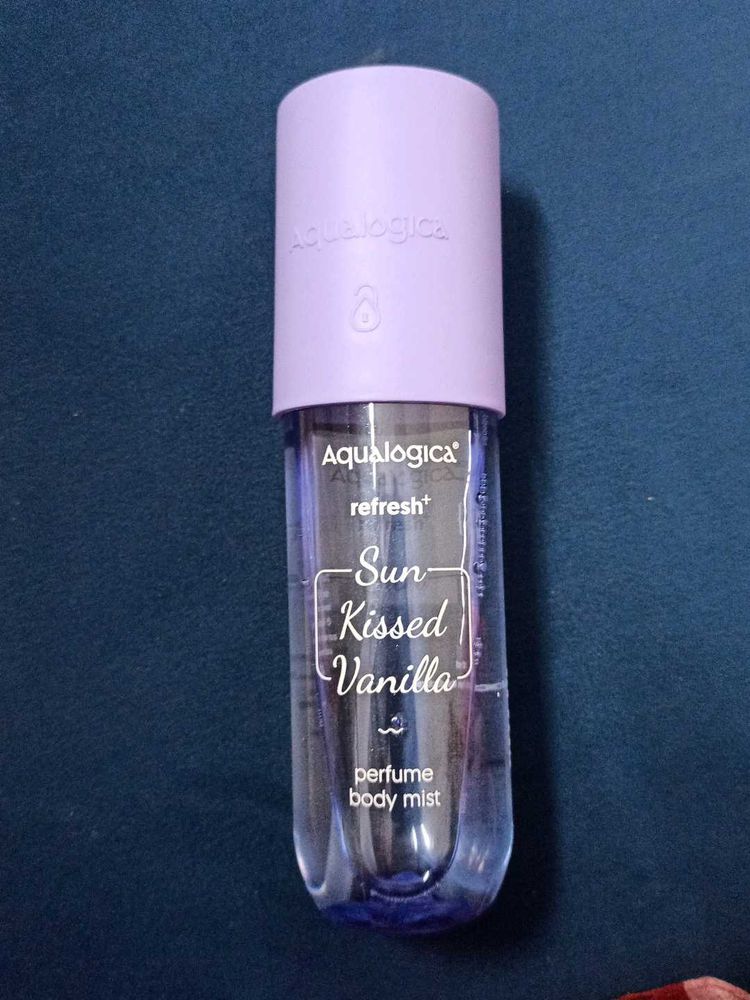 Aqualogica
Aqualogica®
refresh+
Sun
Kissed
Vanilla
perfume
body mist